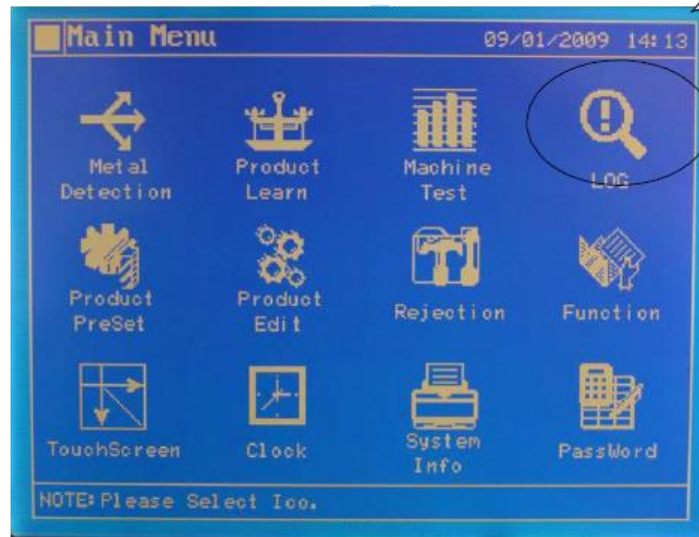 Main Menu 09/01/2009 14:13
Metal Detection
Product Learn
Machine Test
LOG
Product PreSet
Product Edit
Rejection
Function
TouchScreen
Clock
System Info
PassWord
NOTE:Please Select Ico.